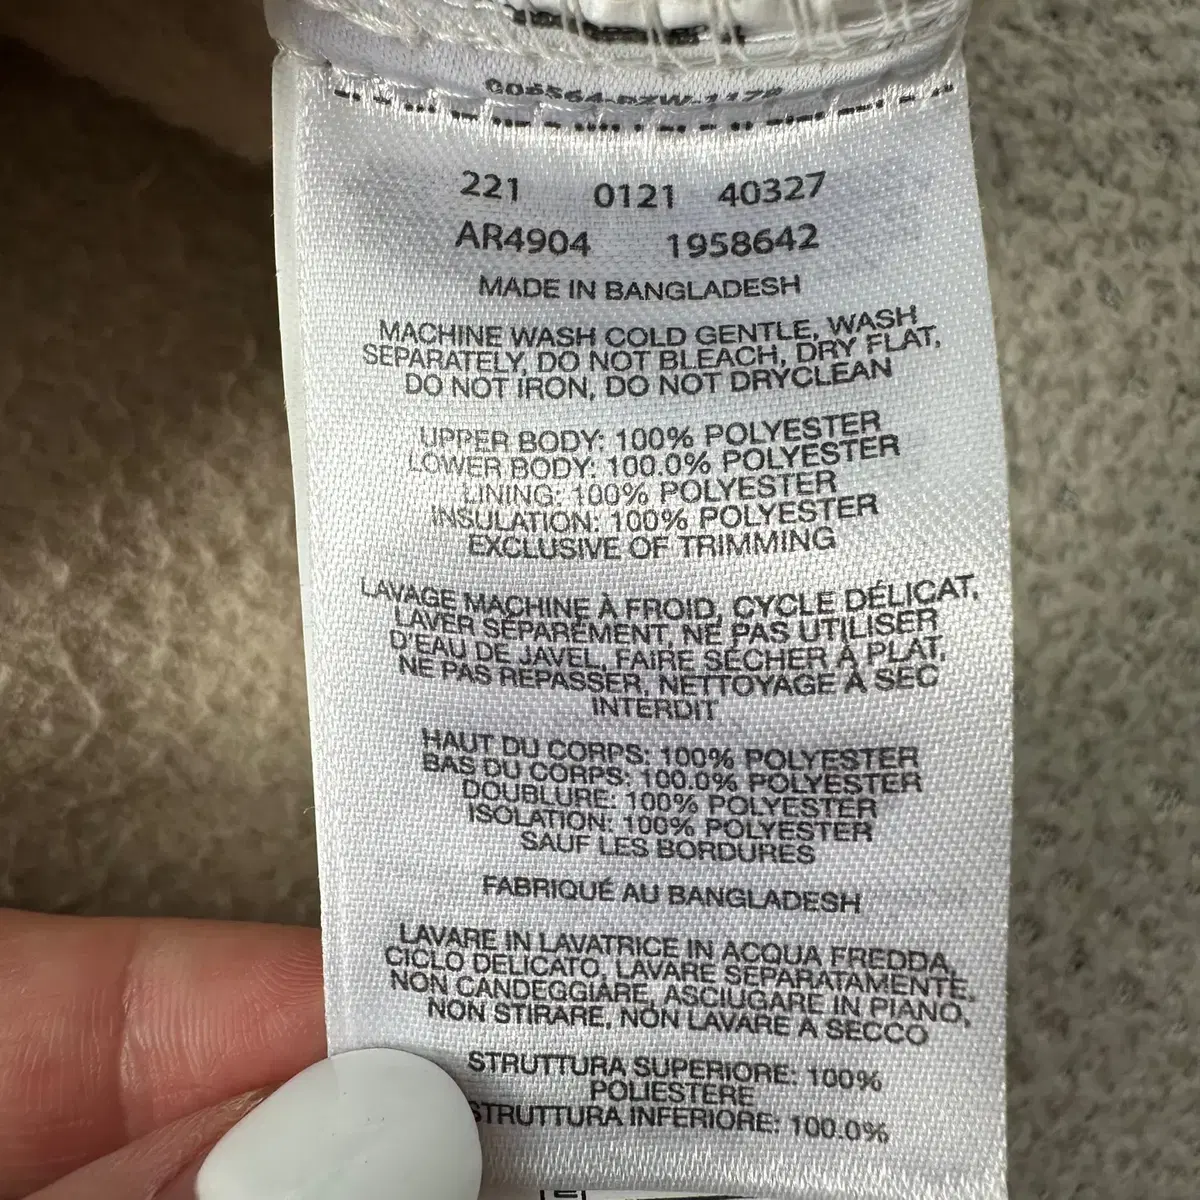 221 0121 40327
AR4904 1958642
MADE IN BANGLADESH
MACHINE WASH COLD GENTLE, WASH
SEPARATELY, DO NOT BLEACH, DRY FLAT,
DO NOT IRON, DO NOT DRYCLEAN
UPPER BODY: 100% POLYESTER
LOWER BODY: 100.0% POLYESTER
LINING: 100% POLYESTER
INSULATION: 100% POLYESTER
EXCLUSIVE OF TRIMMING
LAVAGE MACHINE À FROID, CYCLE DÉLICAT,
LAVER SÉPARÉMENT, NE PAS UTILISER
D'EAU DE JAVEL, FAIRE SÉCHER À PLAT,
NE PAS REPASSER, NETTOYAGE À SEC
INTERDIT
HAUT DU CORPS: 100% POLYESTER
BAS DU CORPS: 100.0% POLYESTER
DOUBLURE: 100% POLYESTER
ISOLATION: 100% POLYESTER
SAUF LES BORDURES
FABRIQUÉ AU BANGLADESH
LAVARE IN LAVATRICE IN ACQUA FREDDA,
CICLO DELICATO, LAVARE SEPARATAMENTE,
NON CANDEGGIARE, ASCIUGARE IN PIANO,
NON STIRARE, NON LAVARE A SECCO
STRUTTURA SUPERIORE: 100%
POLIESTERE
STRUTTURA INFERIORE: 100.0%